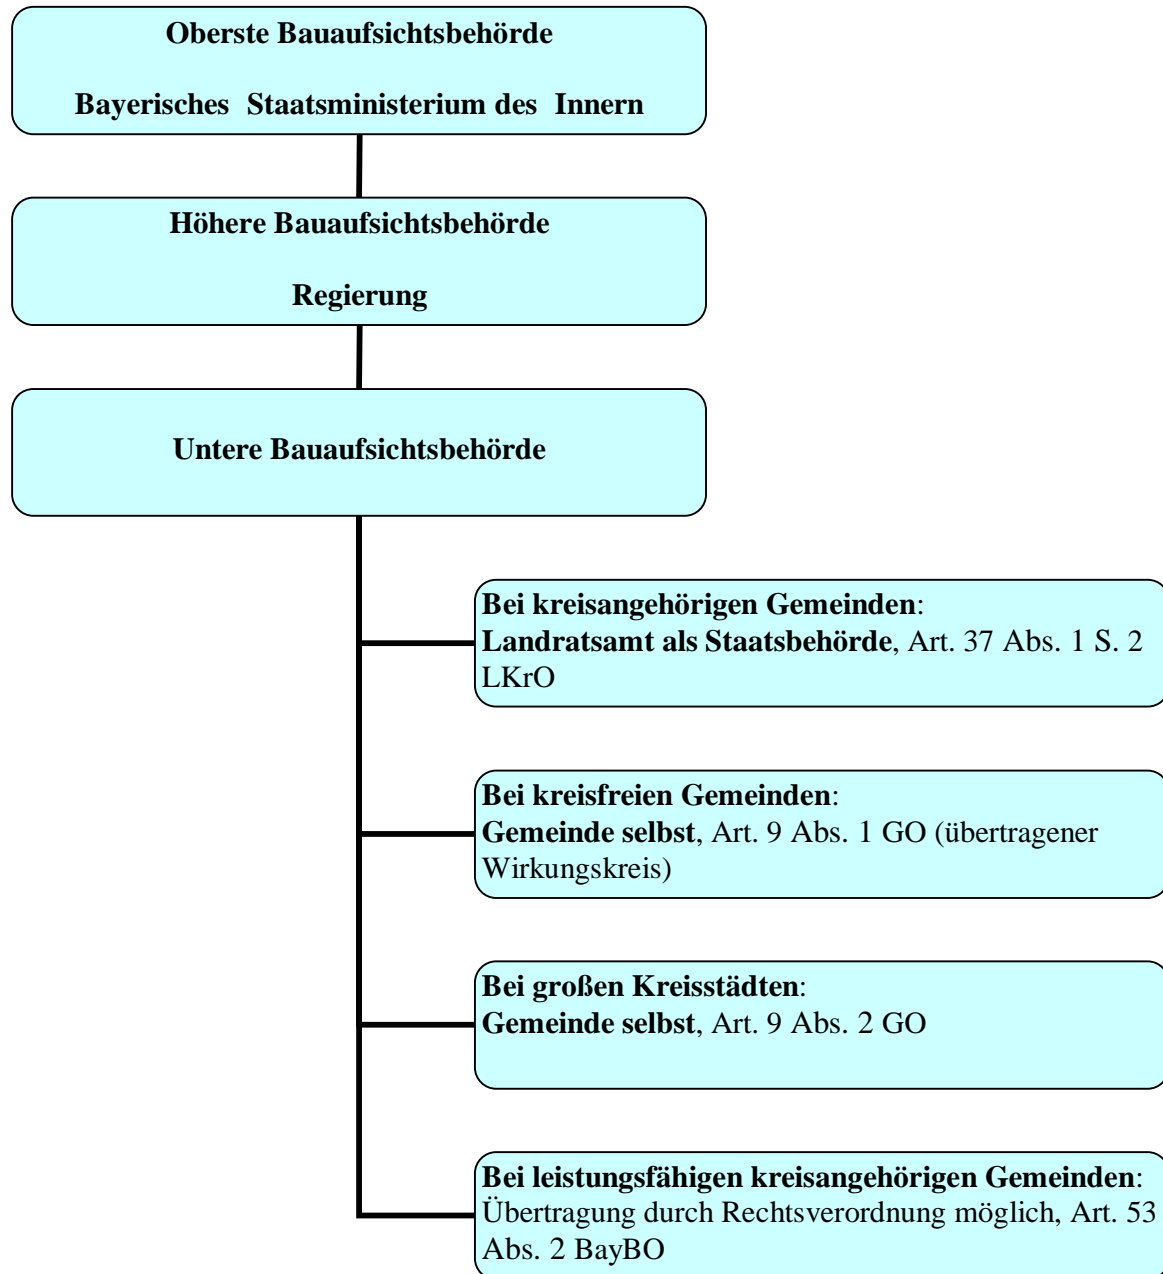 Oberste Bauaufsichtsbehörde
Bayerisches Staatsministerium des Innern
Höhere Bauaufsichtsbehörde
Regierung
Untere Bauaufsichtsbehörde
Bei kreisangehörigen Gemeinden:
Landratsamt als Staatsbehörde, Art. 37 Abs. 1 S. 2
LKrO
Bei kreisfreien Gemeinden:
Gemeinde selbst, Art. 9 Abs. 1 GO (übertragener
Wirkungskreis)
Bei großen Kreisstädten:
Gemeinde selbst, Art. 9 Abs. 2 GO
Bei leistungsfähigen kreisangehörigen Gemeinden:
Übertragung durch Rechtsverordnung möglich, Art. 53
Abs. 2 BayBO